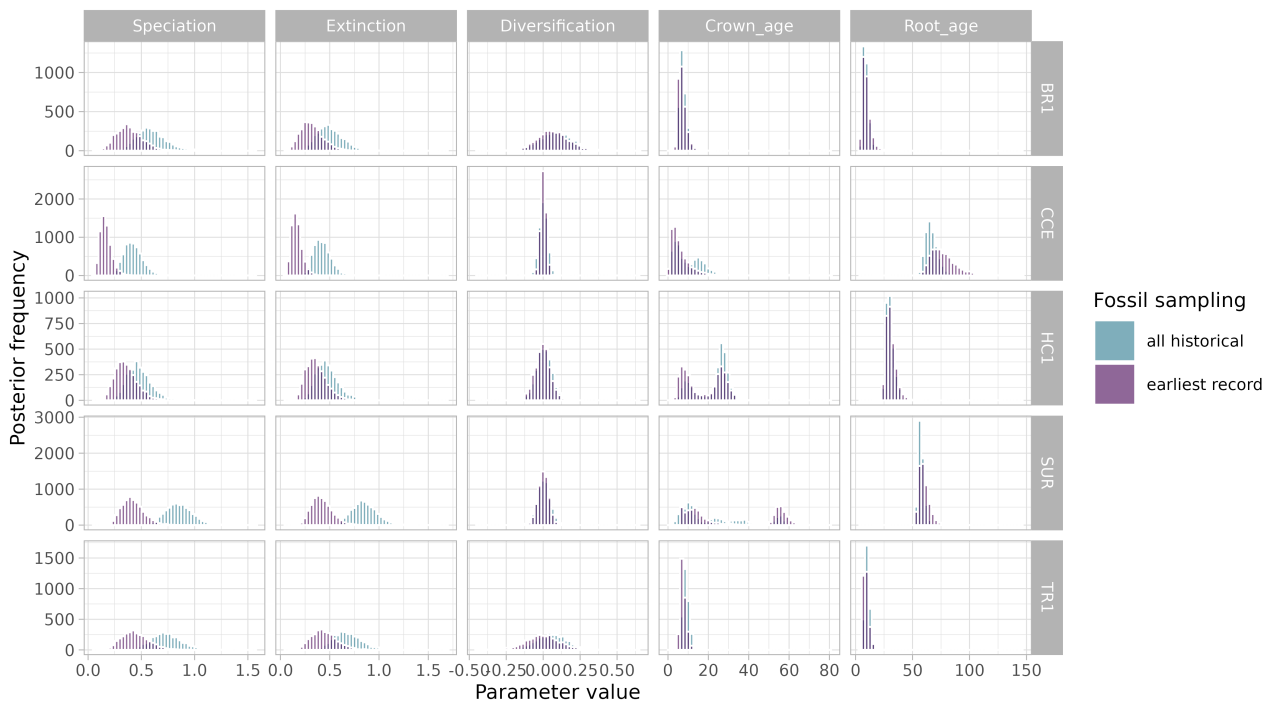 Speciation Extinction Diversification Crown_age Root_age
1000
500
0
BR1
2000
1000
0
CCE
1000
750
500
250
0
HC1
3000
2000
1000
0
SUR
1500
1000
500
0
TR1
0.0 0.5 1.0 1.5 0.0 0.5 1.0 1.5 -0.50 -0.25 0.00 0.25 0.50 0 20 40 60 80 0 50 100 150
Parameter value
Posterior frequency
Fossil sampling
all historical
earliest record